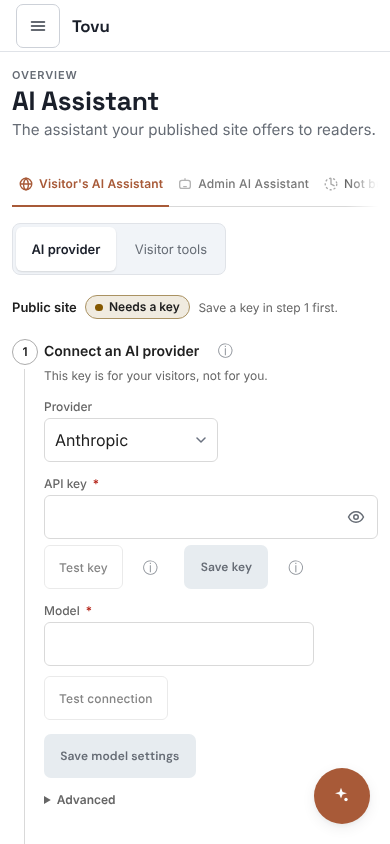 Tovu
OVERVIEW
AI Assistant
The assistant your published site offers to readers.
Visitor's AI Assistant Admin AI Assistant Not b
AI provider Visitor tools
Public site Needs a key Save a key in step 1 first.
1 Connect an AI provider
This key is for your visitors, not for you.
Provider
Anthropic
API key *
Test key Save key
Model *
Test connection
Save model settings
Advanced